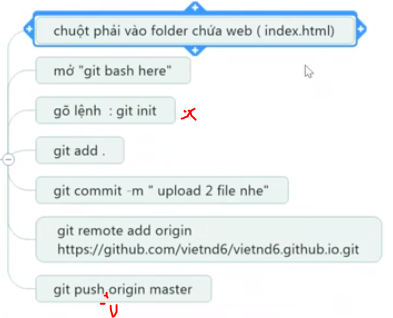 chuột phải vào folder chứa web ( index.html)
mở "git bash here"
gõ lệnh : git init
git add .
git commit -m " upload 2 file nhe"
git remote add origin
https://github.com/vietnd6/vietnd6.github.io.git
git push origin master